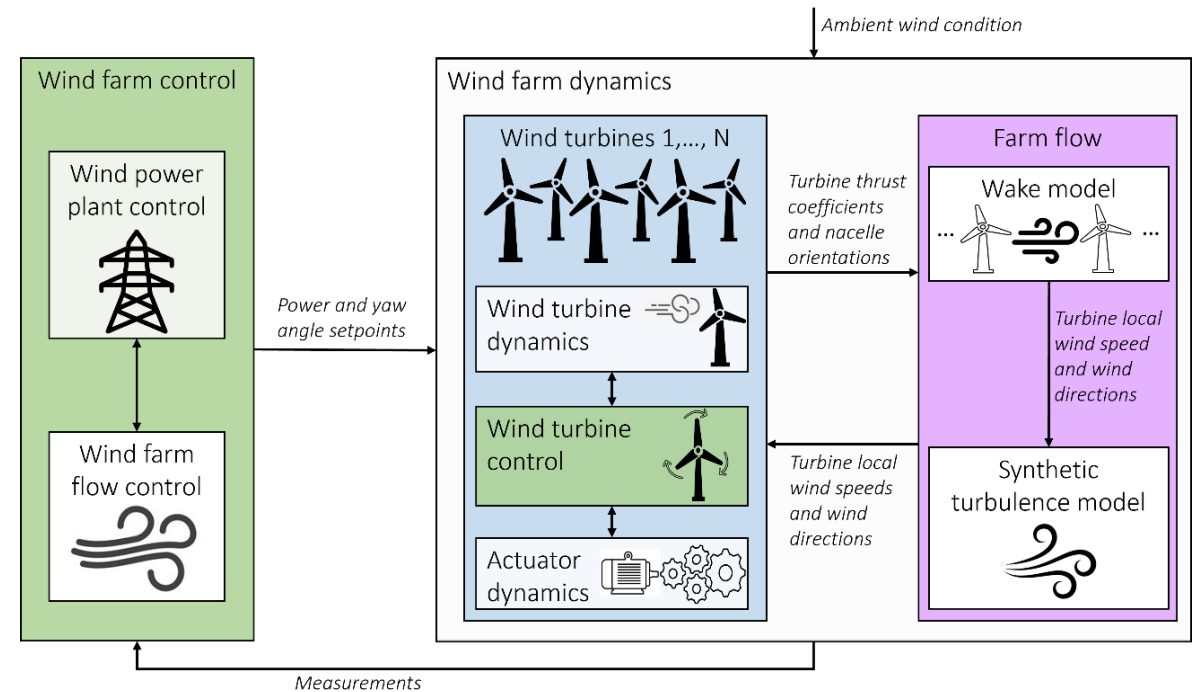 Ambient wind condition
Wind farm control
Wind power
plant control
Wind farm
flow control
Power and yaw
angle setpoints
Wind farm dynamics
Wind turbines 1,..., N
Wind turbine
dynamics
Wind turbine
control
Actuator
dynamics
Turbine thrust
coefficients
and nacelle
orientations
Turbine local
wind speeds
and wind
directions
Farm flow
Wake model
... ...
Turbine local
wind speed
and wind
directions
Synthetic
turbulence model
Measurements